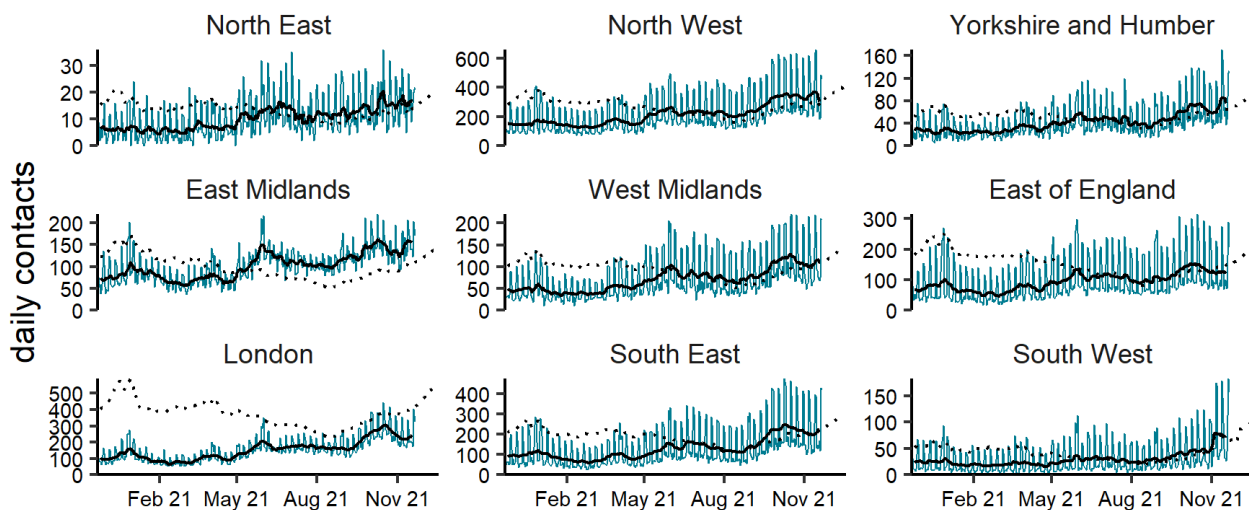 North East North West Yorkshire and Humber
30 600 160
20 400 120
10 200 80
0 0 40
0
East Midlands West Midlands East of England
200 200 300
150 150 200
100 100 100
50 50 0
0 0
daily contacts
London South East South West
500 400 150
400 300 100
300 200 50
200 100 0
100 0
0
Feb 21 May 21 Aug 21 Nov 21 Feb 21 May 21 Aug 21 Nov 21 Feb 21 May 21 Aug 21 Nov 21